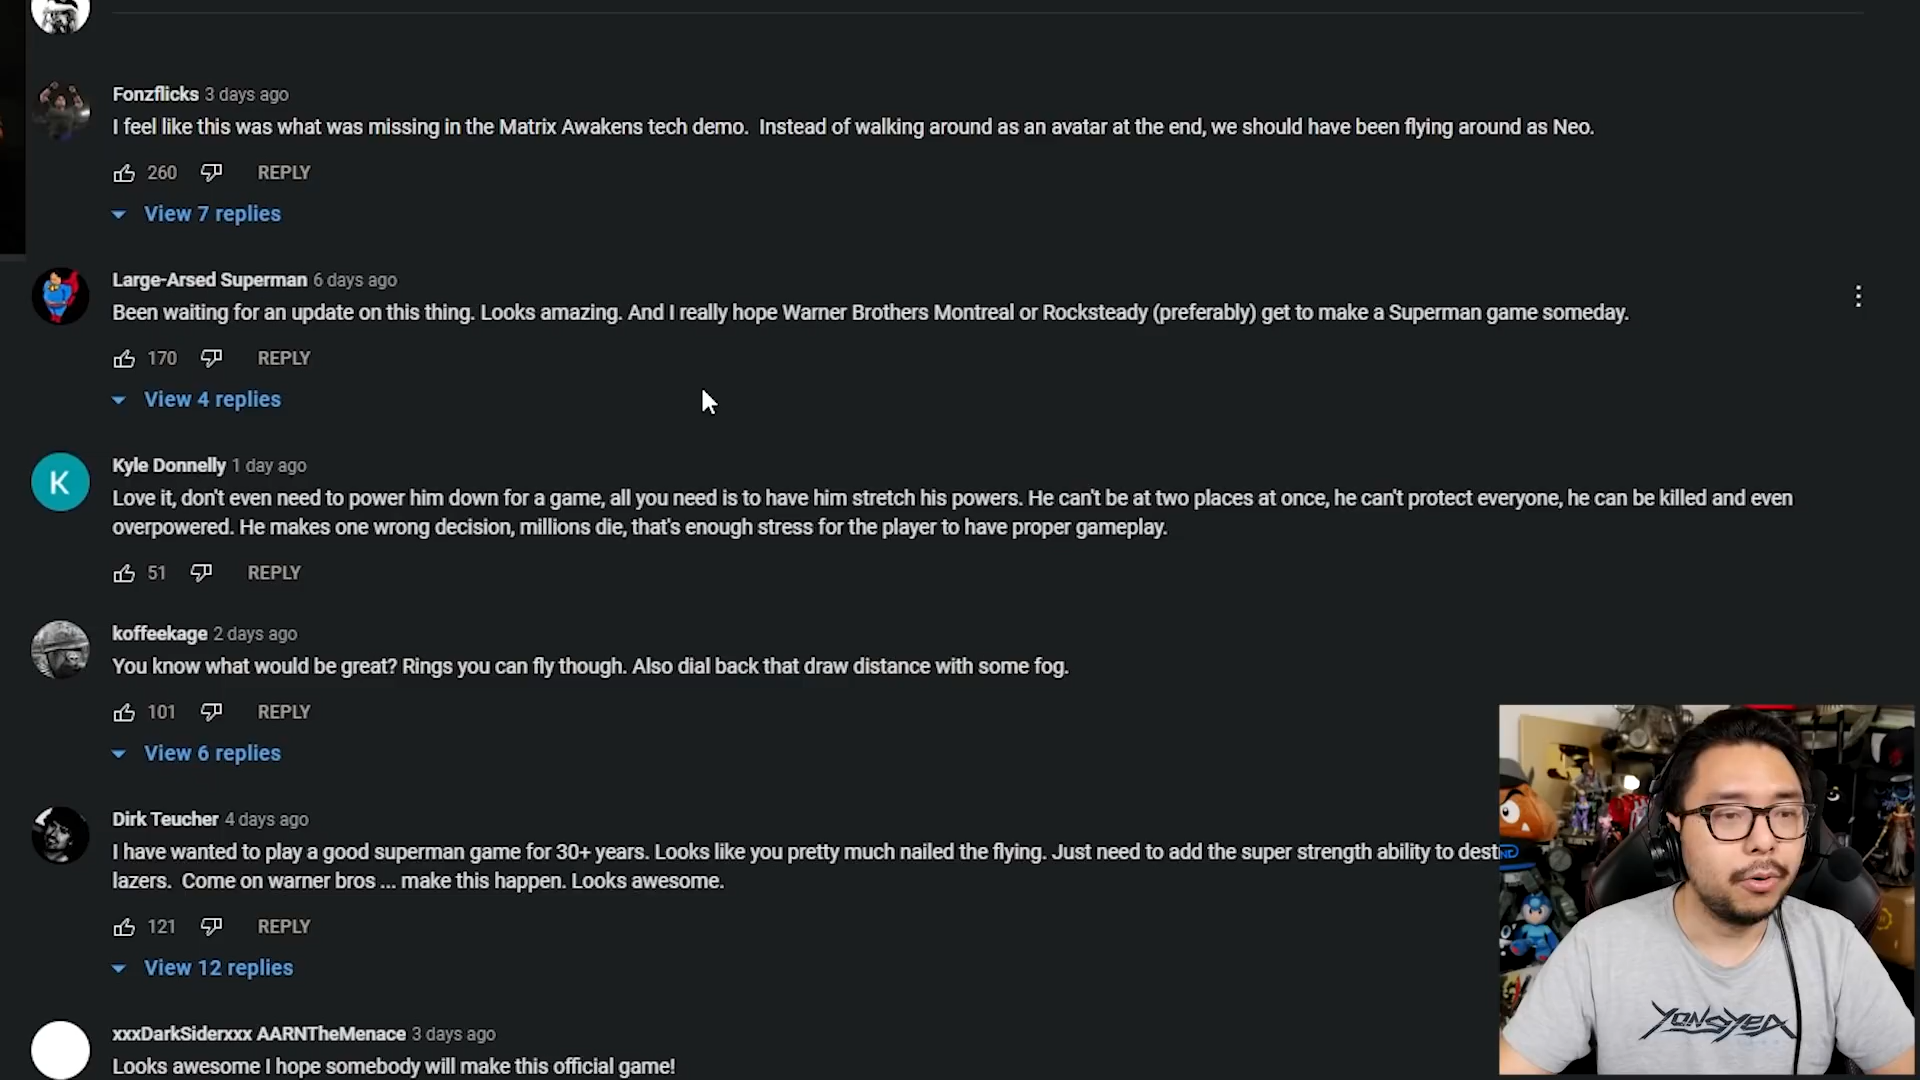 Fonzflicks 3 days ago
I feel like this was what was missing in the Matrix Awakens tech demo.  Instead of walking around as an avatar at the end, we should have been flying around as Neo.
260 REPLY
View 7 replies
Large-Arsed Superman 6 days ago
Been waiting for an update on this thing. Looks amazing. And I really hope Warner Brothers Montreal or Rocksteady (preferably) get to make a Superman game someday.
170 REPLY
View 4 replies
K
Kyle Donnelly 1 day ago
Love it, don't even need to power him down for a game, all you need is to have him stretch his powers. He can't be at two places at once, he can't protect everyone, he can be killed and even
overpowered. He makes one wrong decision, millions die, that's enough stress for the player to have proper gameplay.
51 REPLY
koffeekage 2 days ago
You know what would be great? Rings you can fly though. Also dial back that draw distance with some fog.
101 REPLY
View 6 replies
Dirk Teucher 4 days ago
I have wanted to play a good superman game for 30+ years. Looks like you pretty much nailed the flying. Just need to add the super strength ability to dest
lazers.  Come on warner bros ... make this happen. Looks awesome.
121 REPLY
View 12 replies
xxxDarkSiderxxx AARNTheMenace 3 days ago
Looks awesome I hope somebody will make this official game!
YONGYEA